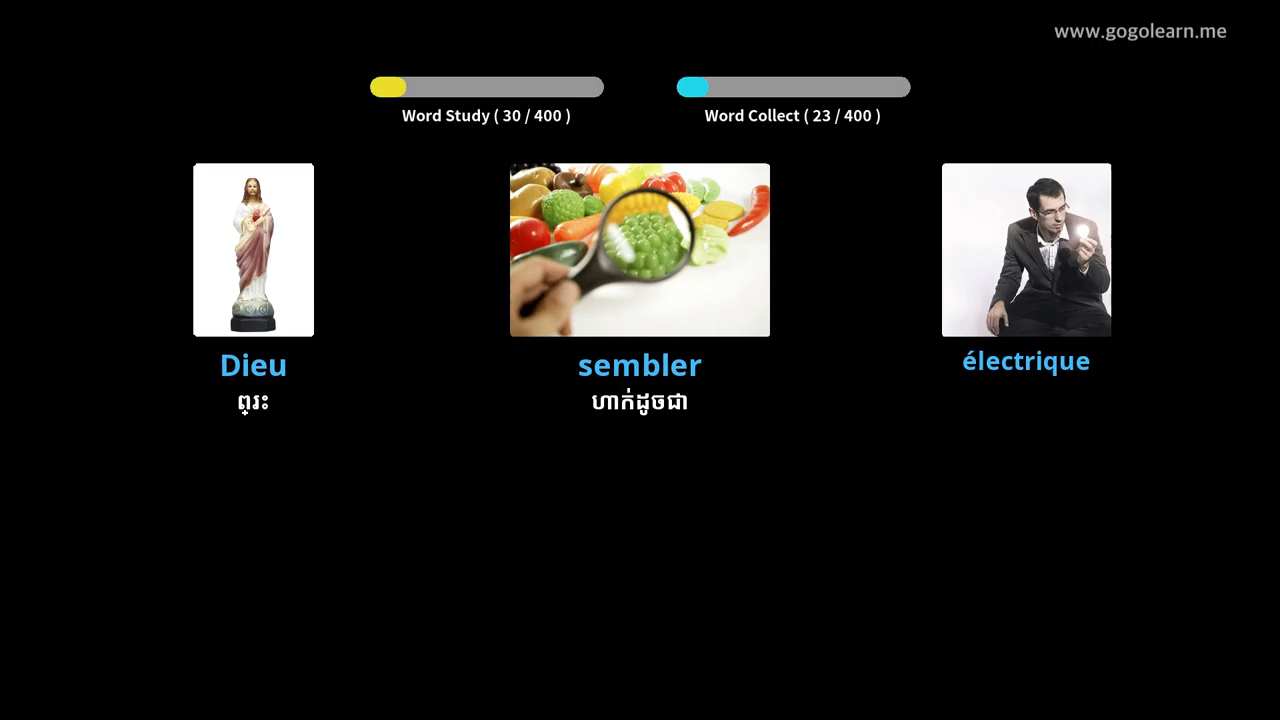 www.gogolearn.me
Word Study ( 30 / 400 )
Word Collect ( 23 / 400 )
Dieu
sembler
électrique
ព្រះ
ហាក់ដូចជា